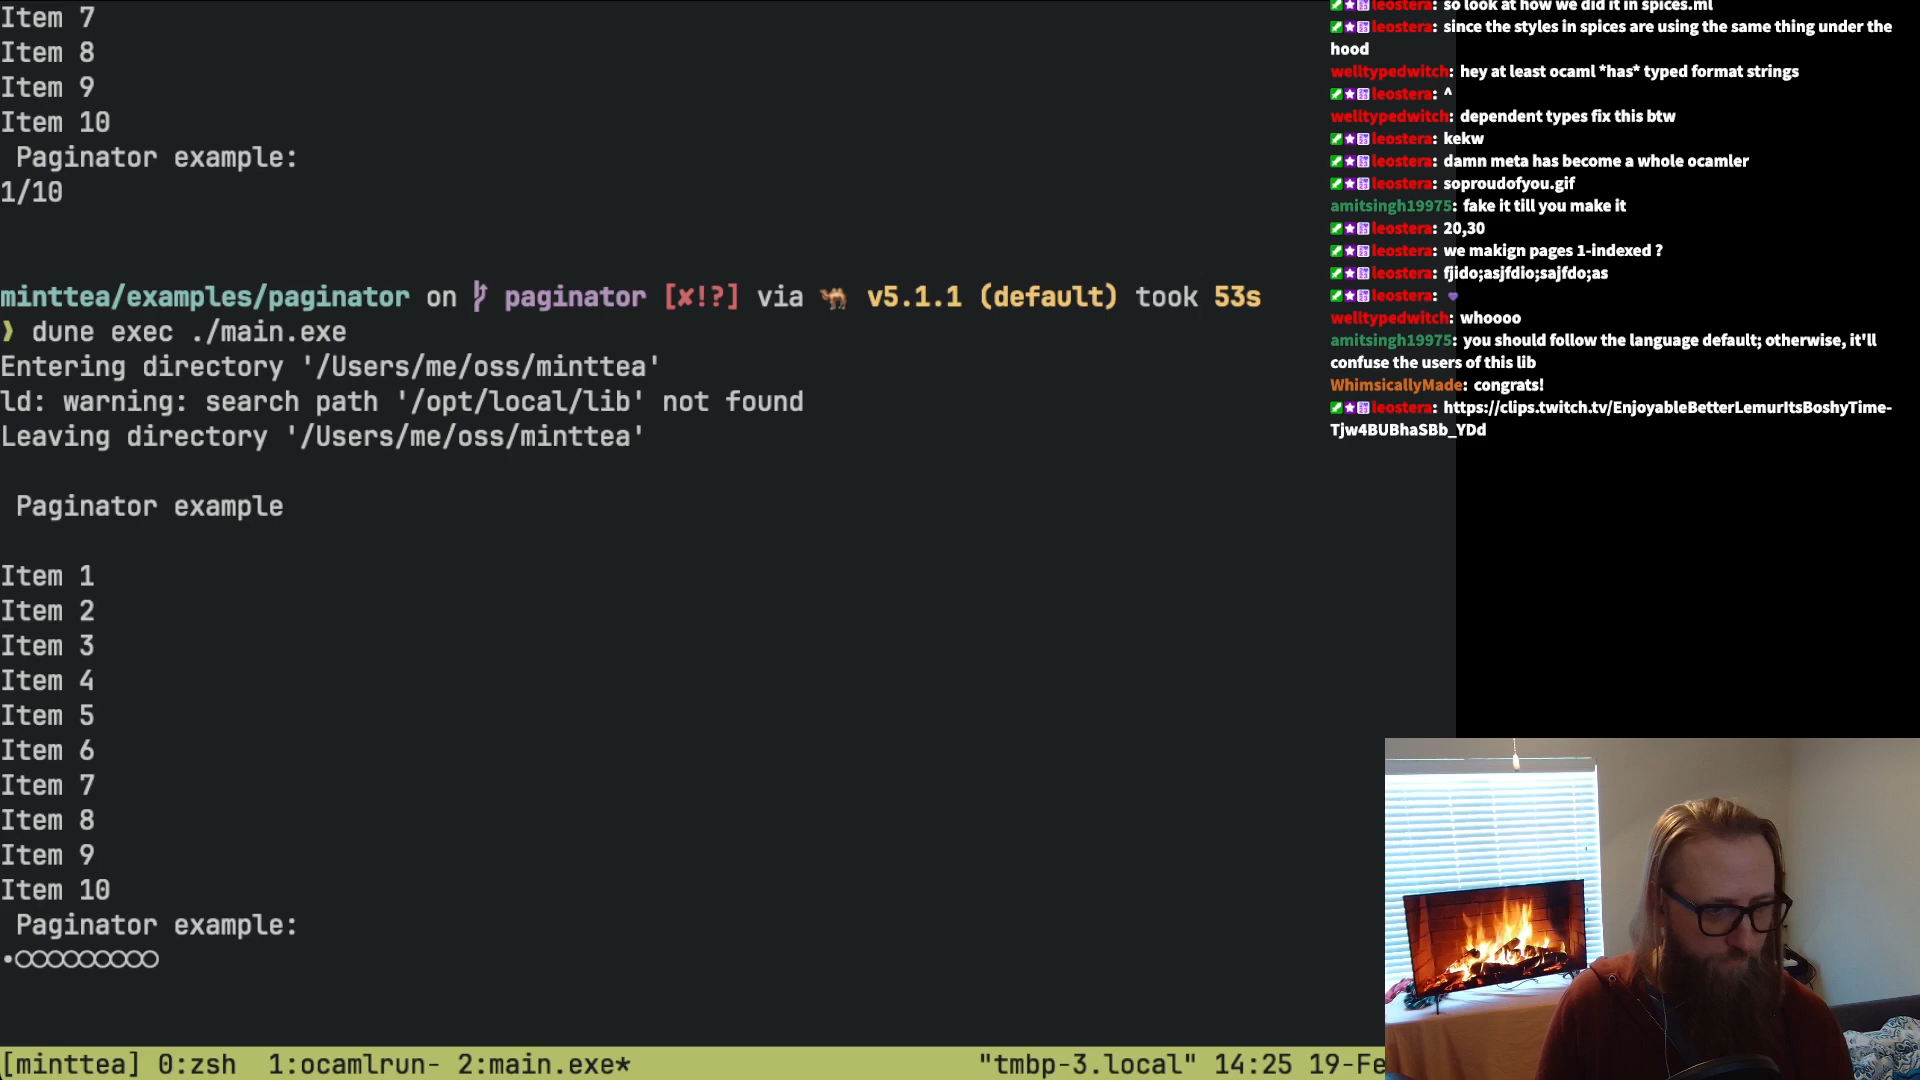 Item 7
Item 8
Item 9
Item 10
Paginator example:
1/10
minttea/examples/paginator on paginator [✘!?] via 🐫 v5.1.1 (default) took 53s
❱ dune exec ./main.exe
Entering directory '/Users/me/oss/minttea'
ld: warning: search path '/opt/local/lib' not found
Leaving directory '/Users/me/oss/minttea'
Paginator example
Item 1
Item 2
Item 3
Item 4
Item 5
Item 6
Item 7
Item 8
Item 9
Item 10
Paginator example:
•○○○○○○○○○
[minttea] 0:zsh 1:ocamlrun- 2:main.exe* "tmbp-3.local" 14:25 19-Fe
leostera: so look at how we did it in spices.ml
leostera: since the styles in spices are using the same thing under the
hood
welltypedwitch: hey at least ocaml *has* typed format strings
leostera: ^
welltypedwitch: dependent types fix this btw
leostera: kekw
leostera: damn meta has become a whole ocamler
leostera: soproudofyou.gif
amitsingh19975: fake it till you make it
leostera: 20,30
leostera: we makign pages 1-indexed ?
leostera: fjido;asjfdio;sajfdo;as
leostera: 💜
welltypedwitch: whoooo
amitsingh19975: you should follow the language default; otherwise, it'll
confuse the users of this lib
WhimsicallyMade: congrats!
leostera: https://clips.twitch.tv/EnjoyableBetterLemurItsBoshyTime-
Tjw4BUBhaSBb_YDd